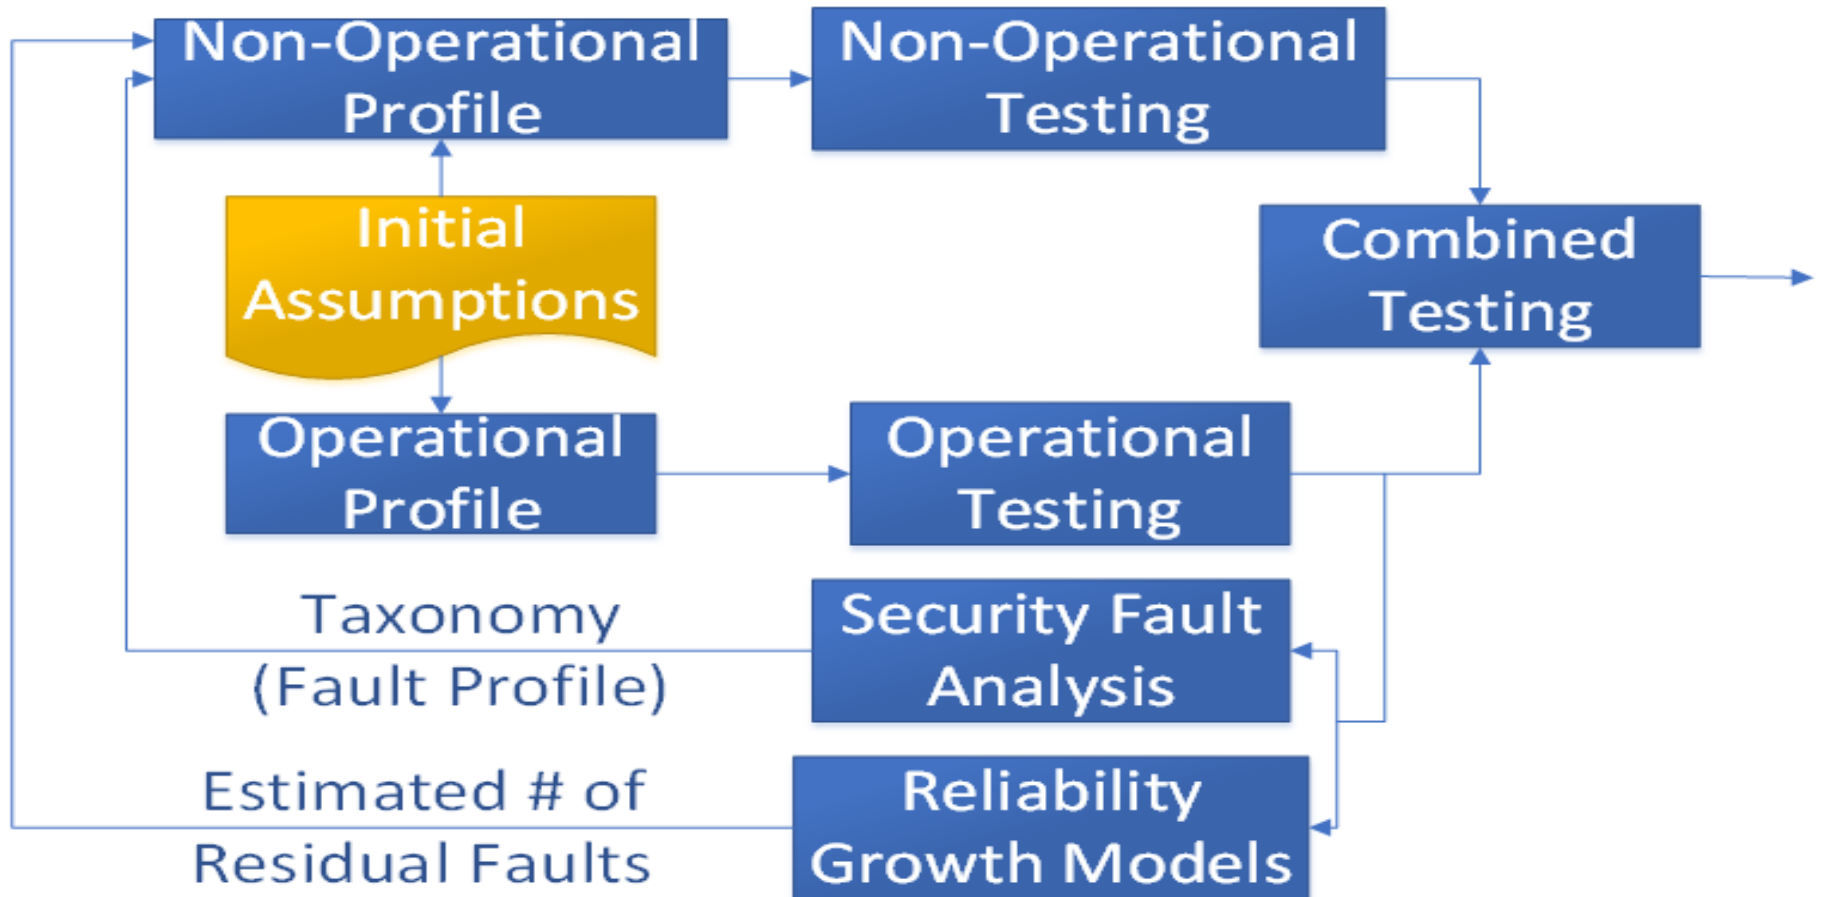 Non-Operational
Profile
Non-Operational
Testing
Initial
Assumptions
Combined
Testing
Operational
Profile
Operational
Testing
Taxonomy
(Fault Profile)
Security Fault
Analysis
Estimated # of
Residual Faults
Reliability
Growth Models